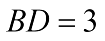 BD = 3